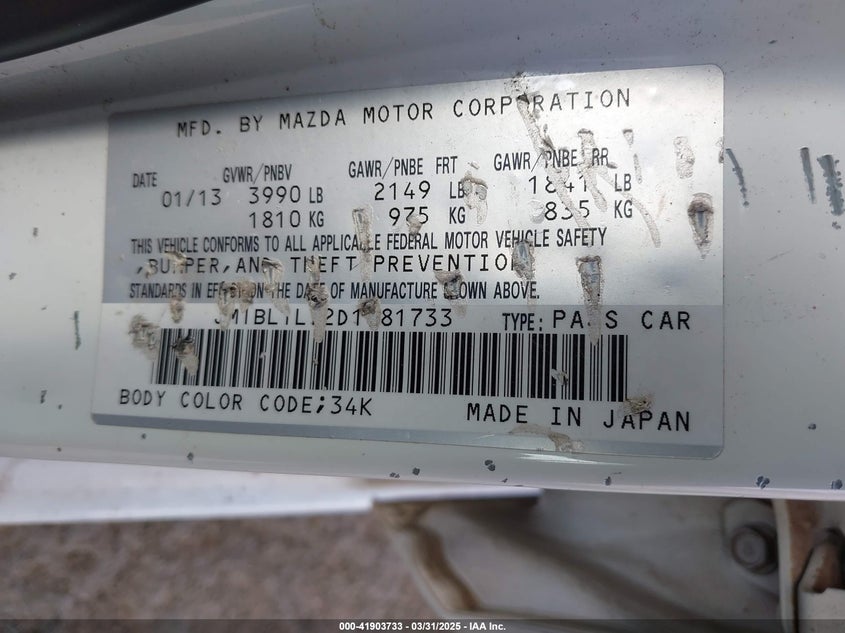 MFD. BY MAZDA MOTOR CORPORATION
DATE GVWR/PNBV GAWR/PNBE FRT GAWR/PNBE RR
01/13 3990 LB 2149 LB 1841 LB
1810 KG 975 KG 835 KG
THIS VEHICLE CONFORMS TO ALL APPLICABLE FEDERAL MOTOR VEHICLE SAFETY
,BUMPER,AND THEFT PREVENTION
STANDARDS IN EFFECT ON THE DATE OF MANUFACTURE SHOWN ABOVE.
TYPE: PASS CAR
BODY COLOR CODE;34K MADE IN JAPAN
000-41903733 - 03/31/2025 - IAA Inc.